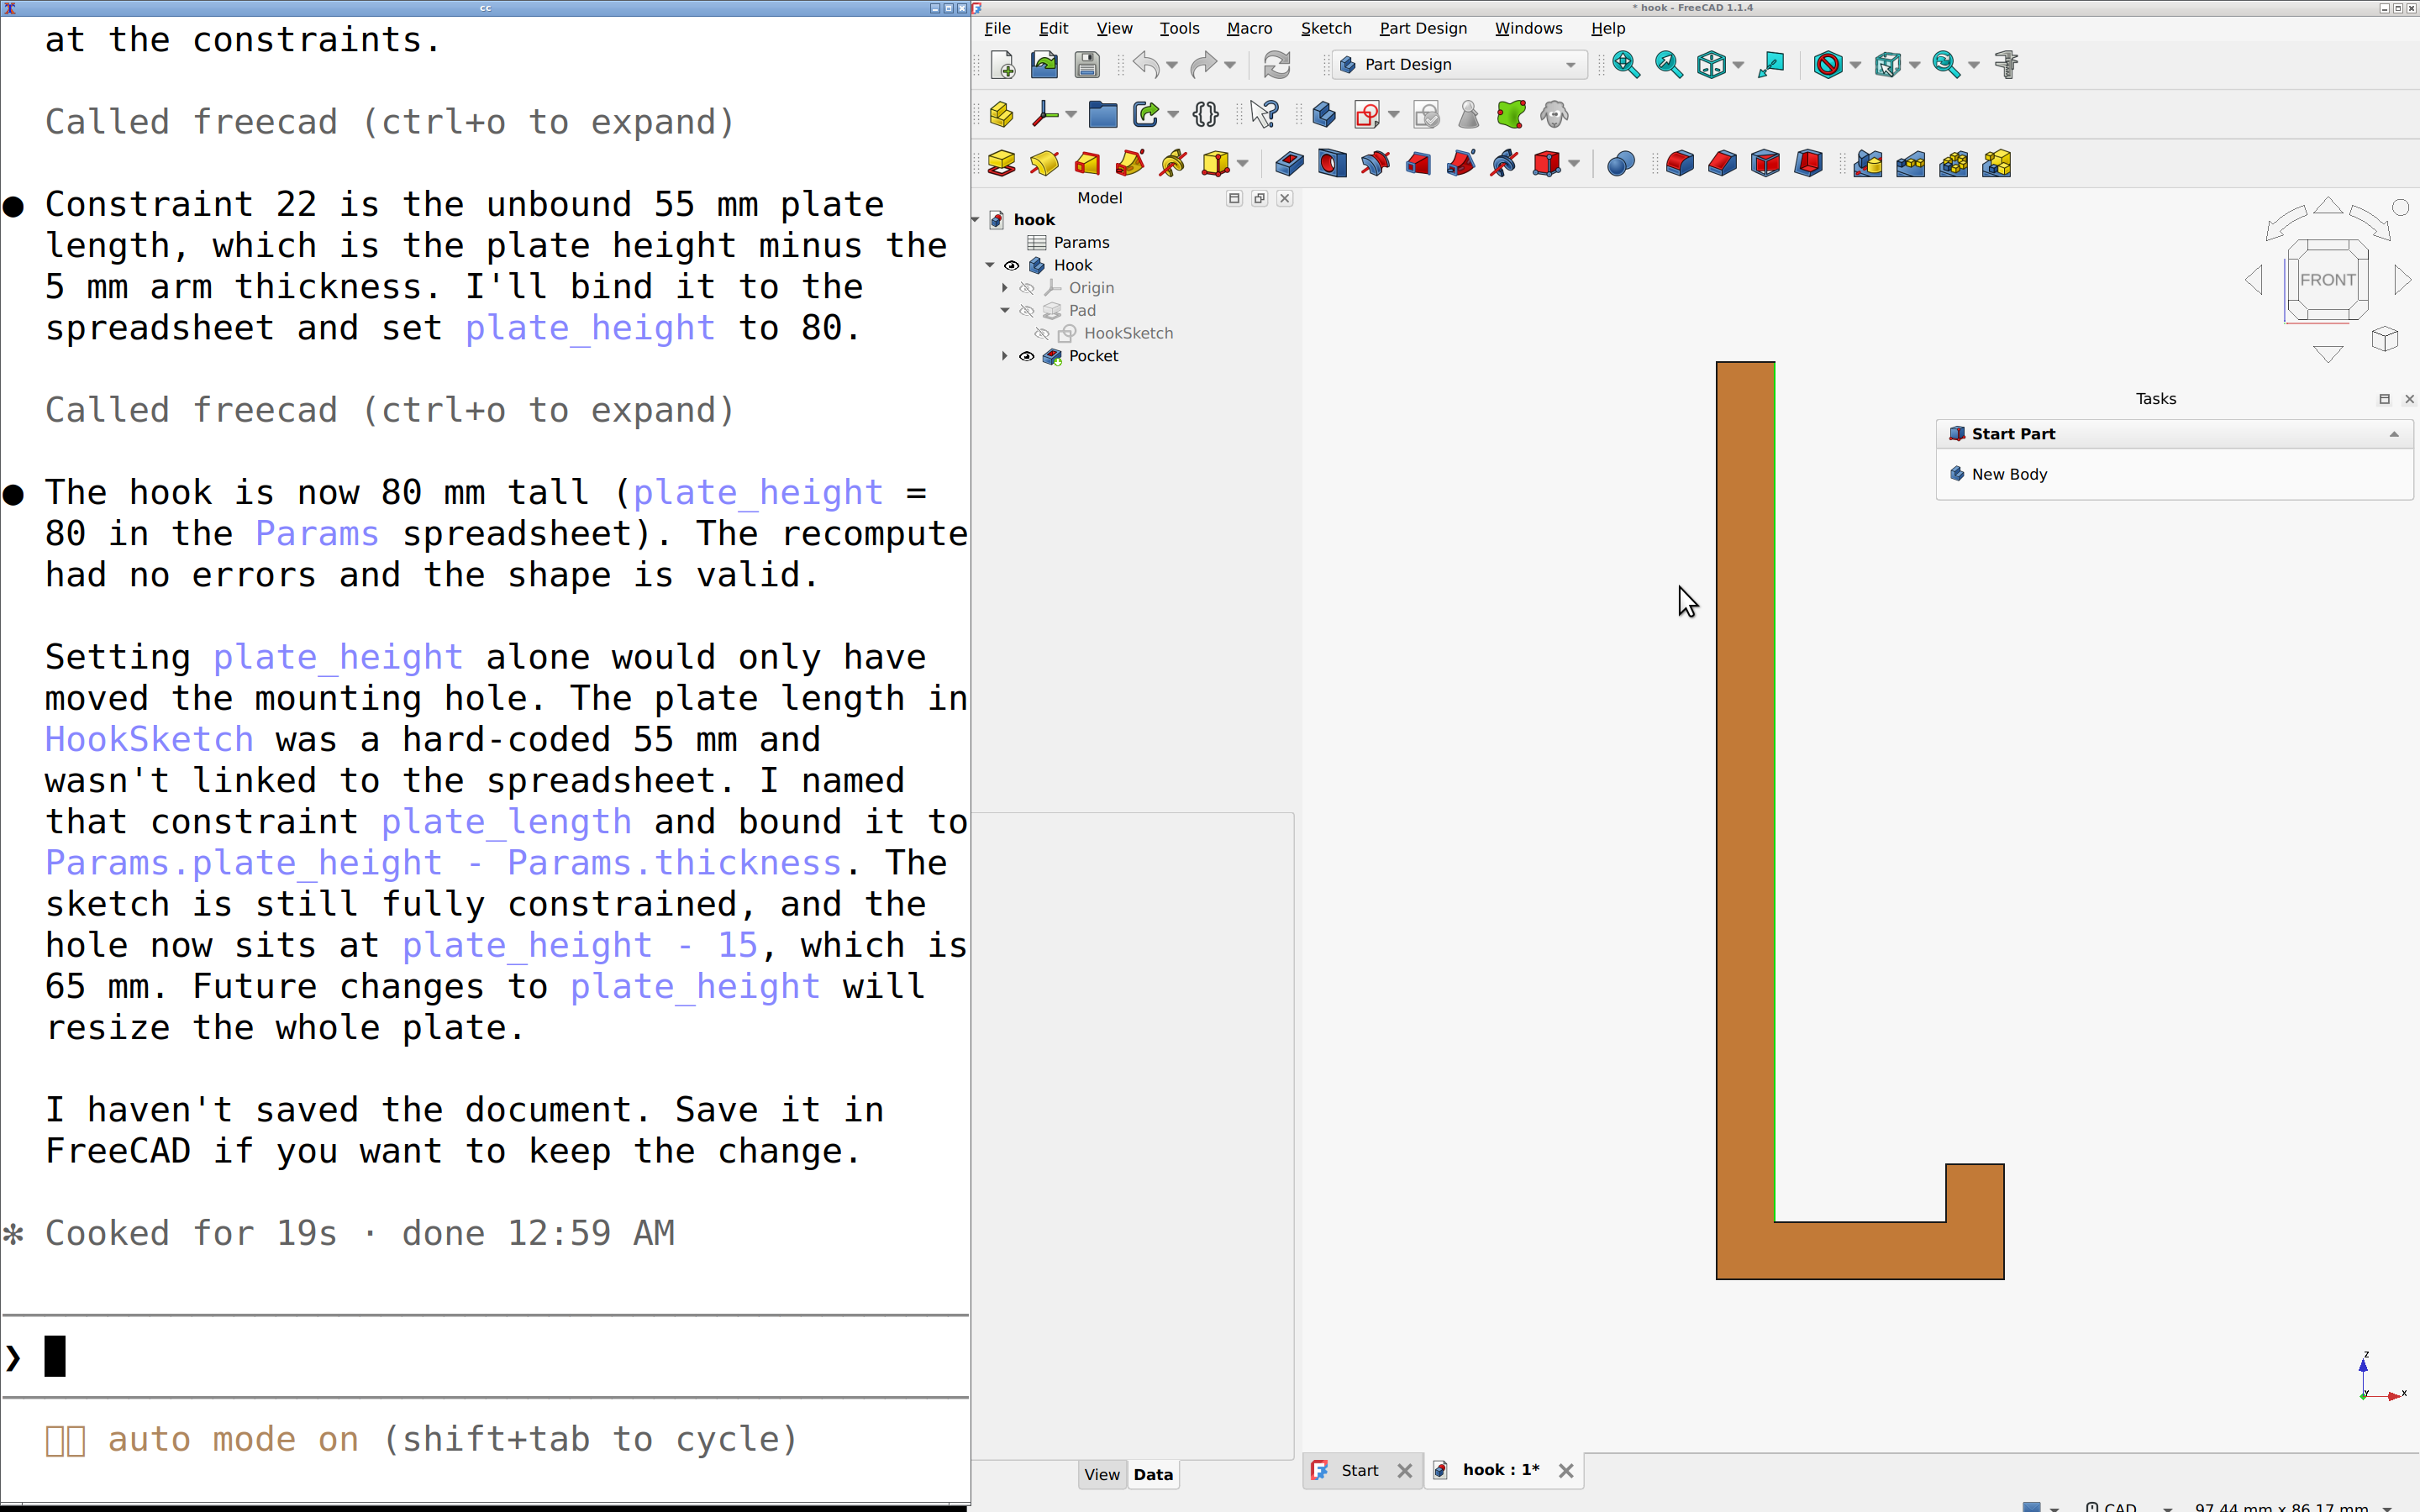 cc
at the constraints.
Called freecad (ctrl+o to expand)
● Constraint 22 is the unbound 55 mm plate
length, which is the plate height minus the
5 mm arm thickness. I'll bind it to the
spreadsheet and set plate_height to 80.
Called freecad (ctrl+o to expand)
● The hook is now 80 mm tall (plate_height =
80 in the Params spreadsheet). The recompute
had no errors and the shape is valid.
Setting plate_height alone would only have
moved the mounting hole. The plate length in
HookSketch was a hard-coded 55 mm and
wasn't linked to the spreadsheet. I named
that constraint plate_length and bound it to
Params.plate_height - Params.thickness. The
sketch is still fully constrained, and the
hole now sits at plate_height - 15, which is
65 mm. Future changes to plate_height will
resize the whole plate.
I haven't saved the document. Save it in
FreeCAD if you want to keep the change.
✻ Cooked for 19s · done 12:59 AM
❯
auto mode on (shift+tab to cycle)
* hook - FreeCAD 1.1.4
File Edit View Tools Macro Sketch Part Design Windows Help
Part Design
Model
hook
Params
Hook
Origin
Pad
HookSketch
Pocket
View Data
FRONT
Tasks
Start Part
New Body
Z
Y
X
Start
hook : 1*
CAD
97.44 mm x 86.17 mm